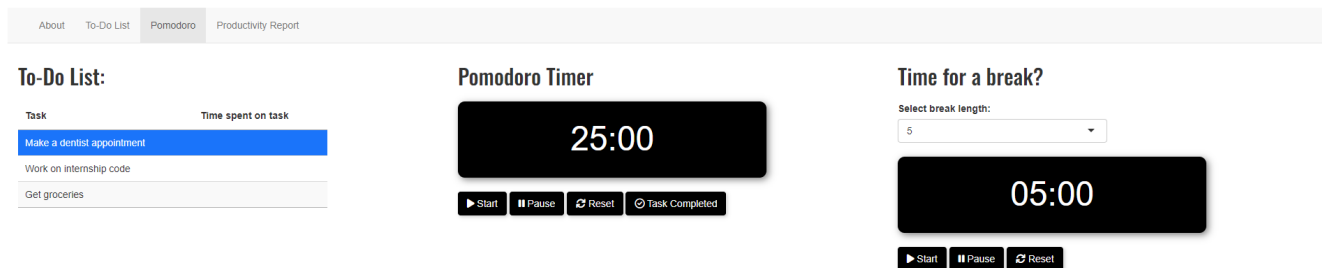 About To-Do List Pomodoro Productivity Report
To-Do List:
Task Time spent on task
Make a dentist appointment
Work on internship code
Get groceries
Pomodoro Timer
25:00
Start Pause Reset Task Completed
Time for a break?
Select break length:
5
05:00
Start Pause Reset